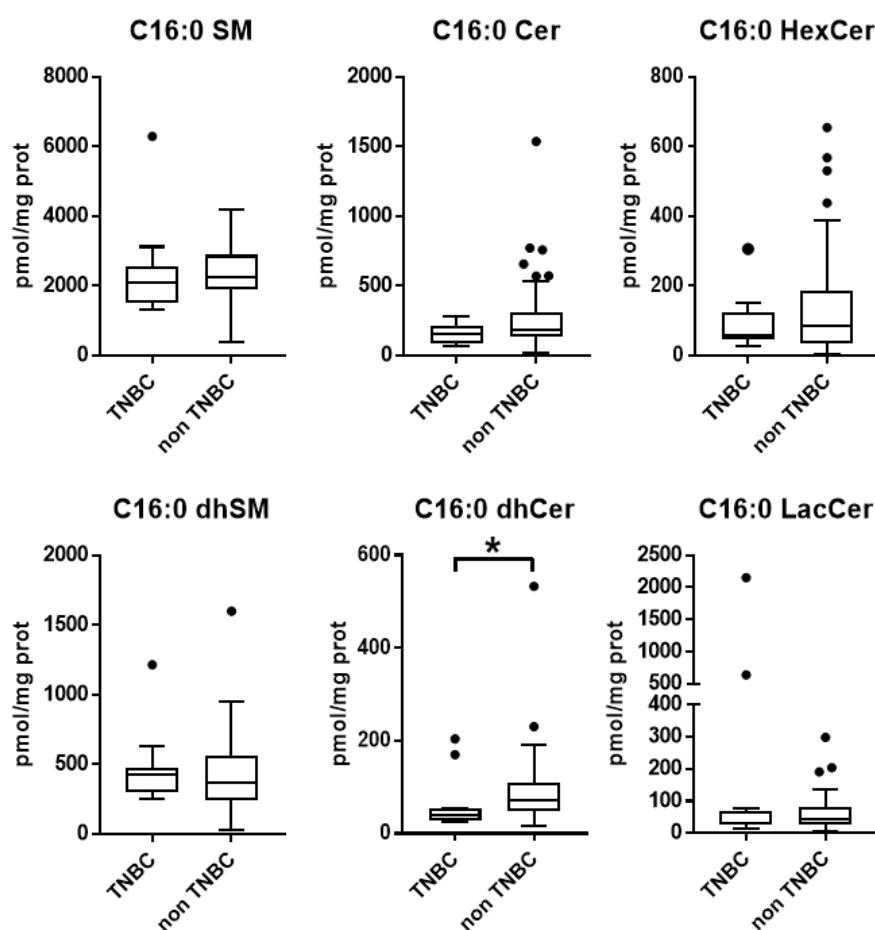 C16:0 SM
pmol/mg prot
8000
6000
4000
2000
0
TNBC
non TNBC
C16:0 Cer
pmol/mg prot
2000
1500
1000
500
0
TNBC
non TNBC
C16:0 HexCer
pmol/mg prot
800
600
400
200
0
TNBC
non TNBC
C16:0 dhSM
pmol/mg prot
2000
1500
1000
500
0
TNBC
non TNBC
C16:0 dhCer
pmol/mg prot
600
400
200
0
*
TNBC
non TNBC
C16:0 LacCer
pmol/mg prot
2500
2000
1500
1000
500
400
300
200
100
0
TNBC
non TNBC